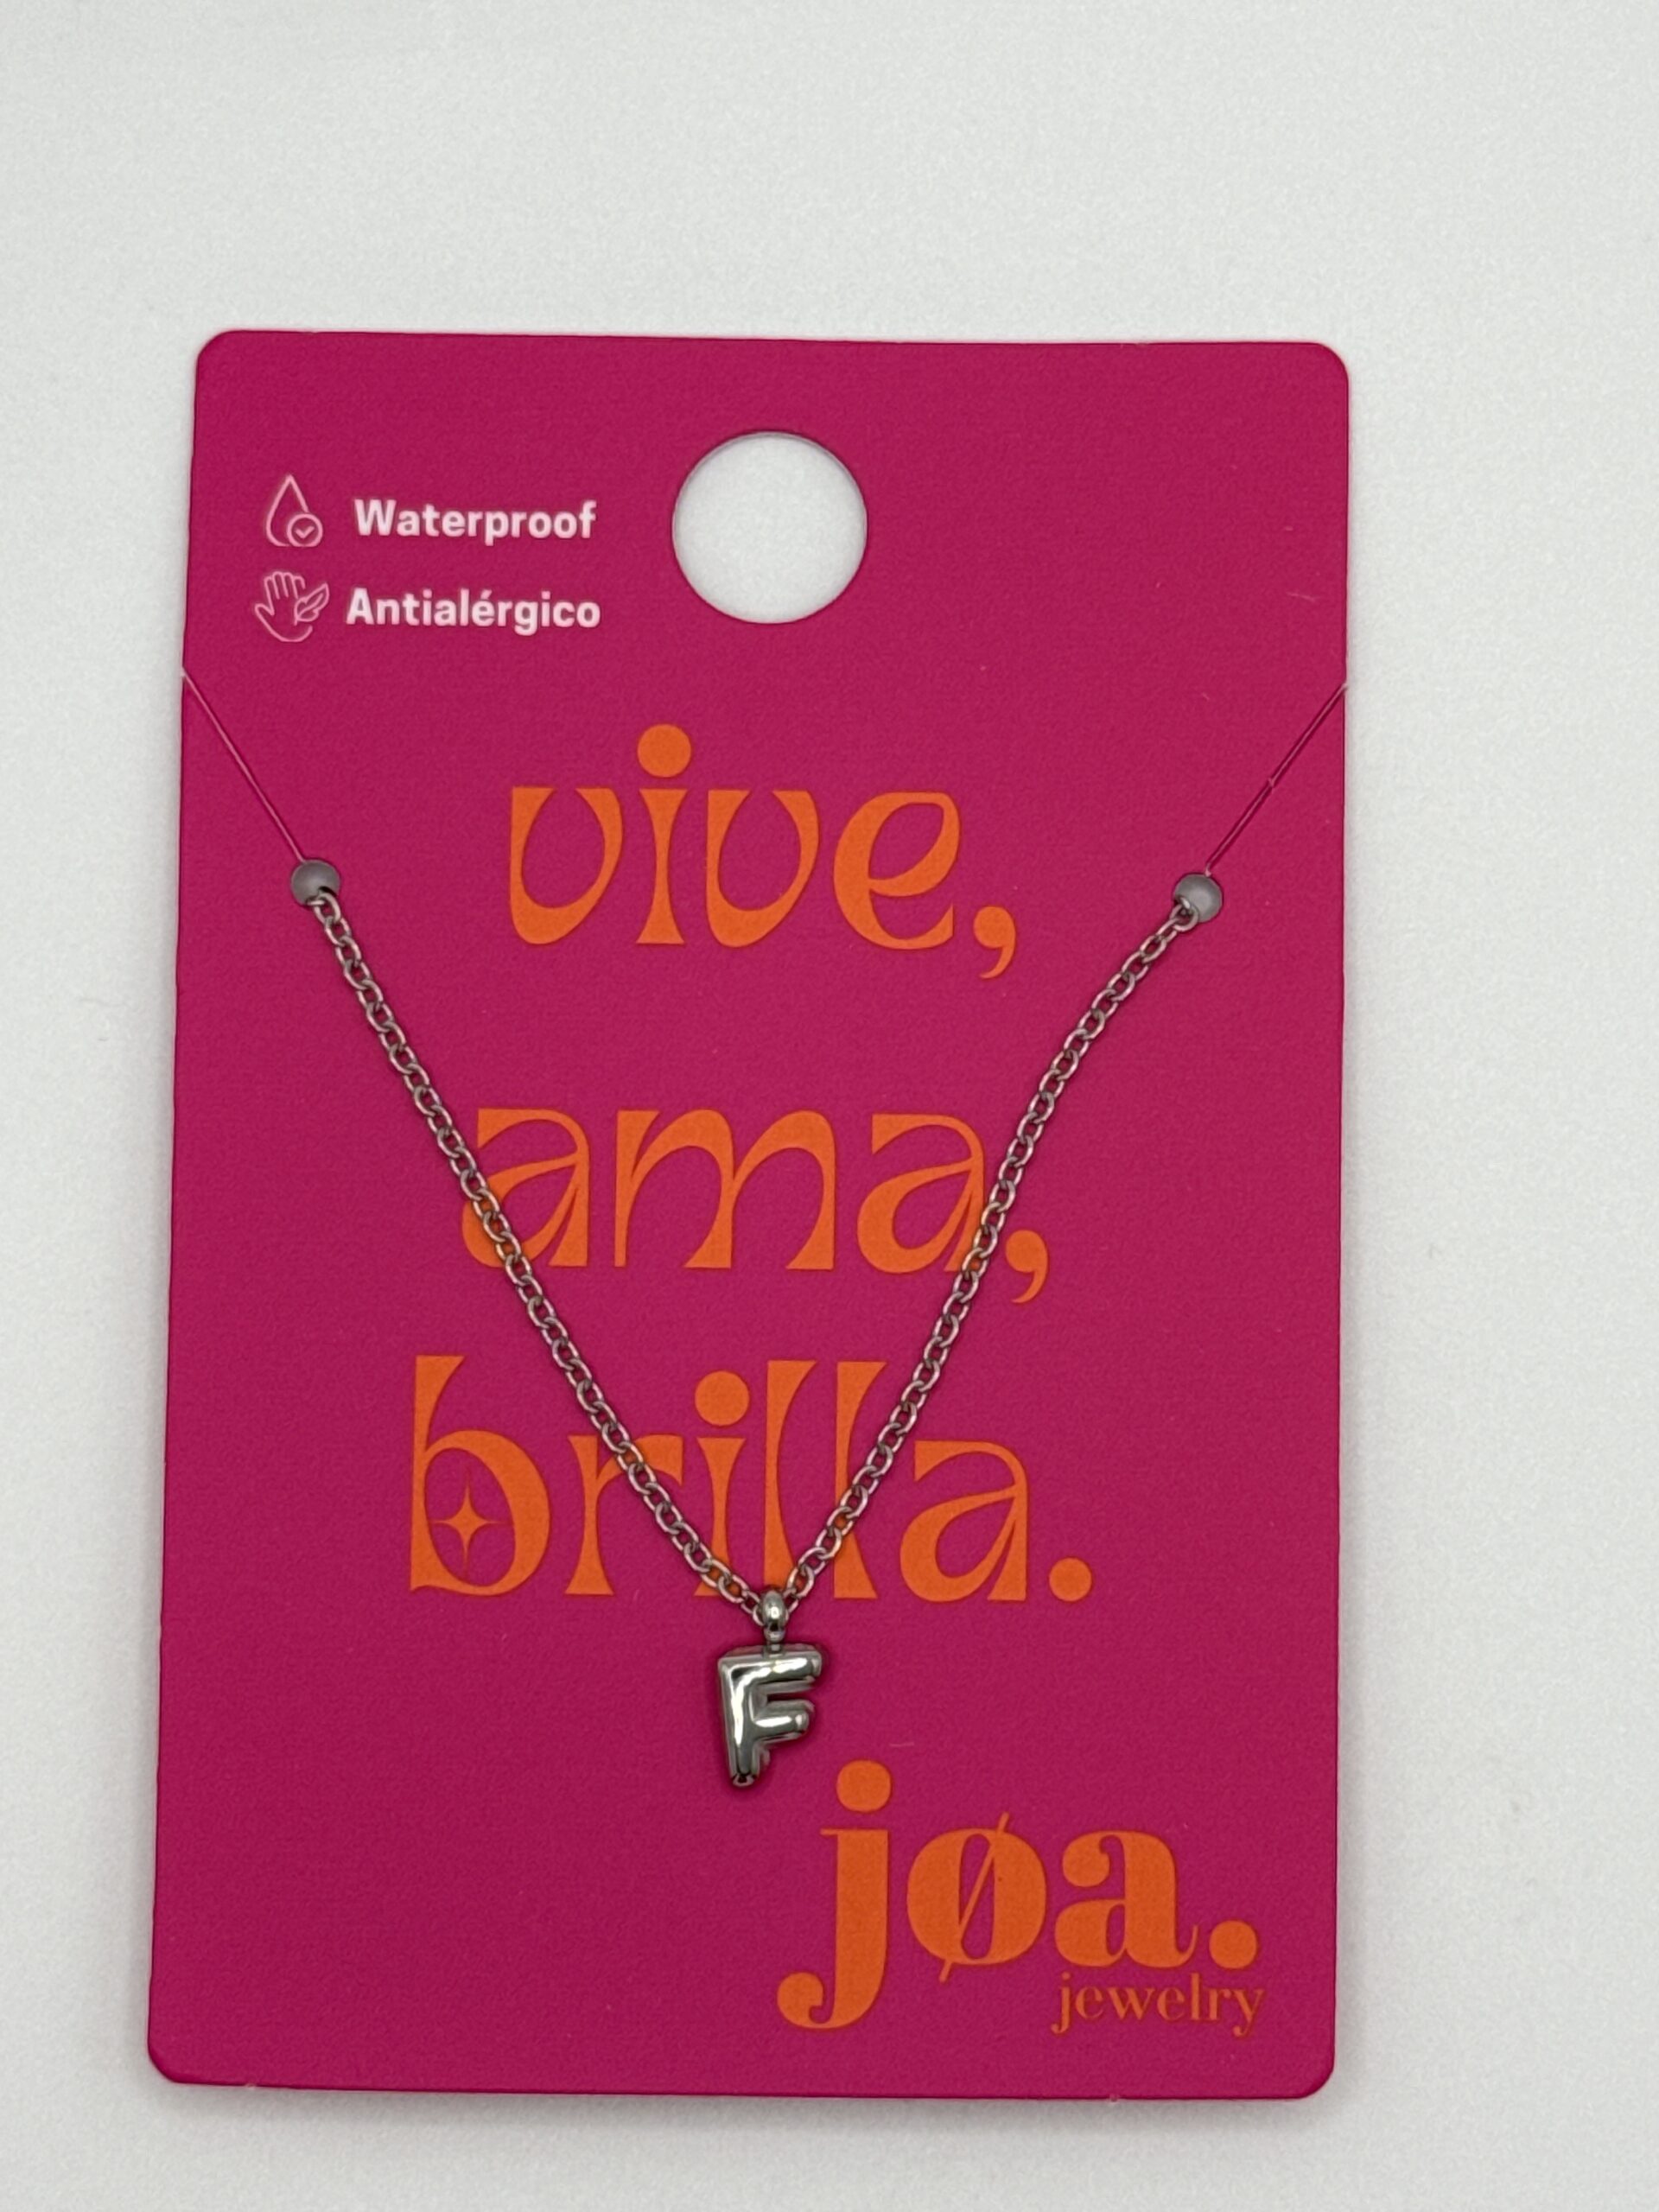 Waterproof
Antialérgico
vive,
ama,
brilla.
F
jøa.
jewelry